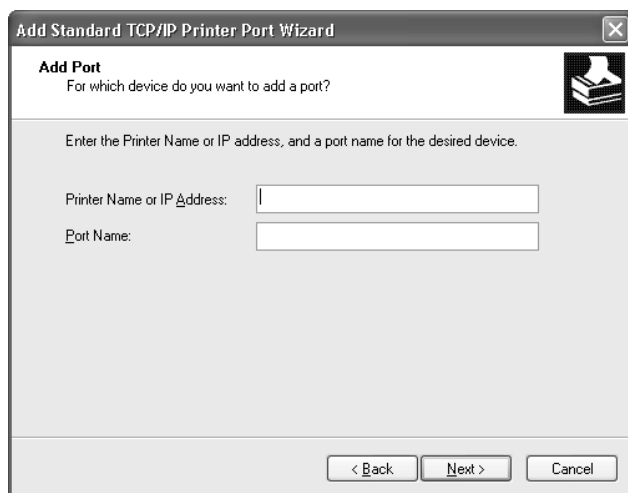 Add Standard TCP/IP Printer Port Wizard
Add Port
For which device do you want to add a port?
Enter the Printer Name or IP address, and a port name for the desired device.
Printer Name or IP Address:
Port Name:
< Back
Next >
Cancel